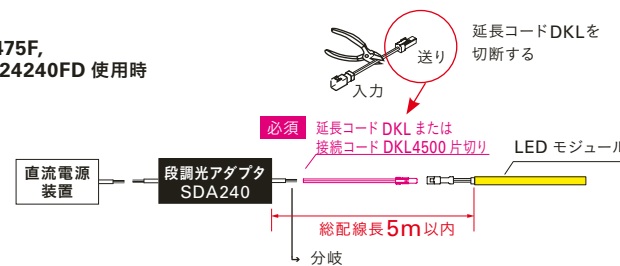 475F,
24240FD 使用時
延長コードDKLを
切断する
送り
入力
必須
延長コード DKL または
接続コード DKL4500 片切り
LED モジュール
直流電源
装置
段調光アダプタ
SDA240
総配線長5m以内
分岐